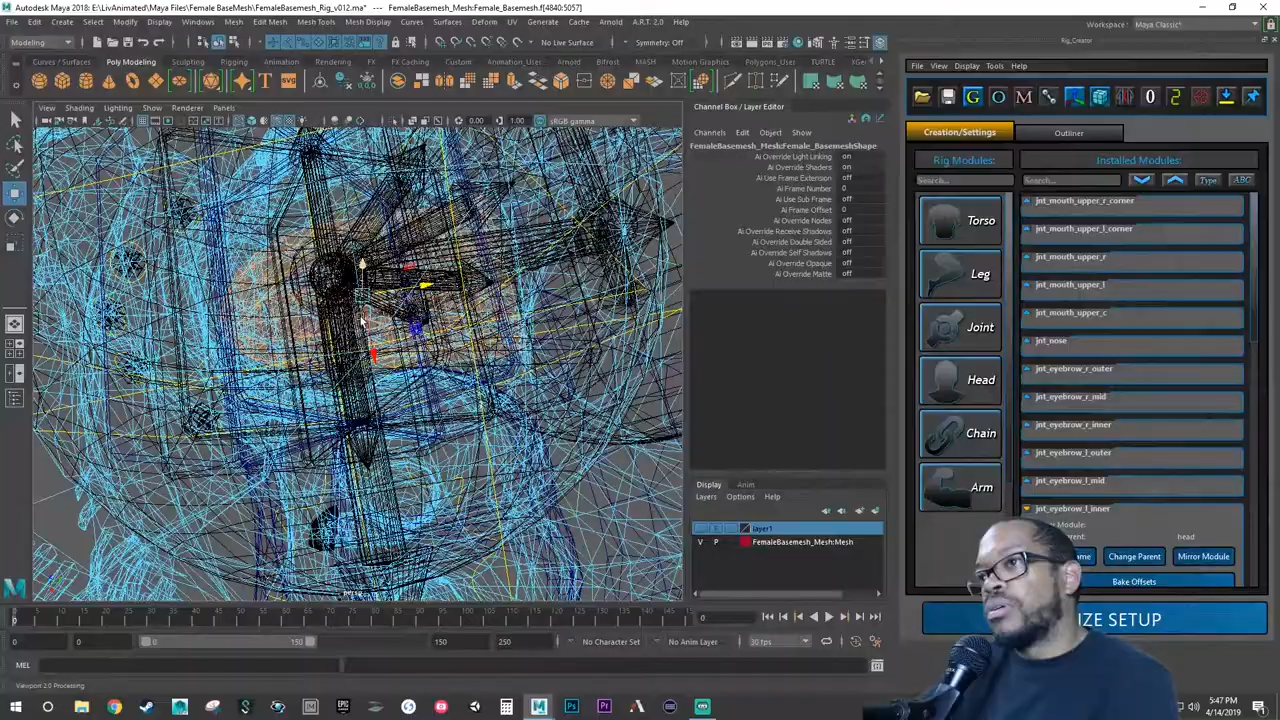 Autodesk Maya 2018: E:\LivAnimated\Maya Files\Female BaseMesh\FemaleBasemesh_Rig_v012.ma* --- FemaleBasemesh_Mesh:Female_Basemesh.f[4840:5057]
File Edit Create Select Modify Display Windows Mesh Edit Mesh Mesh Tools Mesh Display Curves Surfaces Deform UV Generate Cache Arnold A.R.T. 2.0 Help
Workspace: Maya Classic*
Modeling
No Live Surface
Symmetry: Off
Rig_Creator
Curves / Surfaces Poly Modeling Sculpting Rigging Animation Rendering FX FX Caching Custom Animation_User Arnold Bifrost MASH Motion Graphics Polygons_User TURTLE XGen
File View Display Tools Help
View Shading Lighting Show Renderer Panels
0.00 1.00 sRGB gamma
Channel Box / Layer Editor
Channels Edit Object Show
FemaleBasemesh_Mesh:Female_BasemeshShape
Ai Override Light Linking on
Ai Override Shaders on
Ai Use Frame Extension off
Ai Frame Number 0
Ai Use Sub Frame off
Ai Frame Offset 0
Ai Override Nodes off
Ai Override Receive Shadows off
Ai Override Double Sided off
Ai Override Self Shadows off
Ai Override Opaque off
Ai Override Matte off
Display Anim
Layers Options Help
layer1
V P FemaleBasemesh_Mesh:Mesh
Creation/Settings Outliner
Rig Modules: Installed Modules:
Search... Search... Type ABC
Torso
Leg
Joint
Head
Chain
Arm
jnt_mouth_upper_r_corner
jnt_mouth_upper_l_corner
jnt_mouth_upper_r
jnt_mouth_upper_l
jnt_mouth_upper_c
jnt_nose
jnt_eyebrow_r_outer
jnt_eyebrow_r_mid
jnt_eyebrow_r_inner
jnt_eyebrow_l_outer
jnt_eyebrow_l_mid
jnt_eyebrow_l_inner
Module:
head
Change Parent Mirror Module
Bake Offsets
IZE SETUP
0
0 0 0 150 150 250 No Character Set No Anim Layer 30 fps
MEL
Viewport 2.0 Processing
5:47 PM
4/14/2019